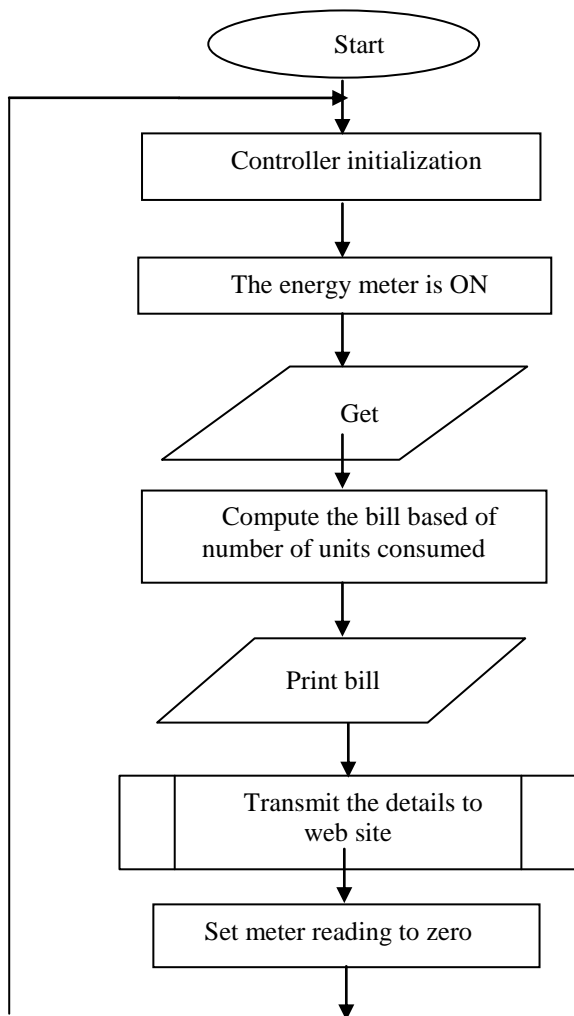 Start
Controller initialization
The energy meter is ON
Get
Compute the bill based of
number of units consumed
Print bill
Transmit the details to
web site
Set meter reading to zero